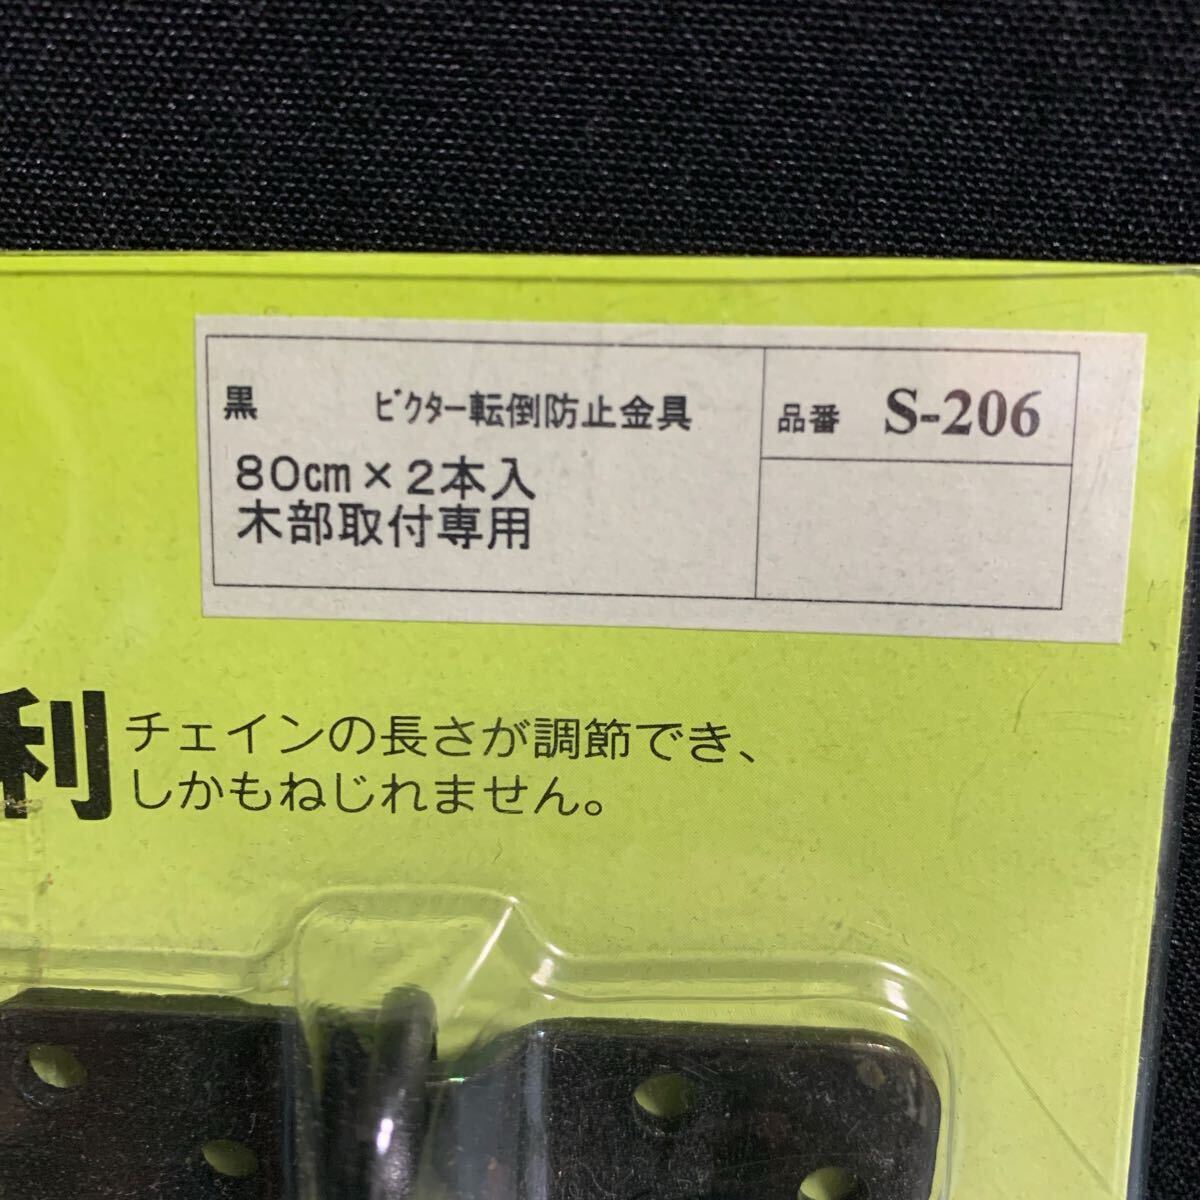 黒 ビクター転倒防止金具
品番 S-206
80cm×2本入
木部取付専用
利
チェインの長さが調節でき、
しかもねじれません。